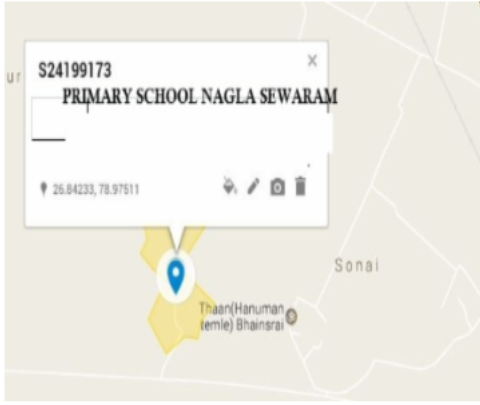 S24199173
×
ur
PRIMARY SCHOOL NAGLA SEWARAM
26.84233, 78.97511
Sonai
Thaan(Hanuman
temle) Bhainsrai